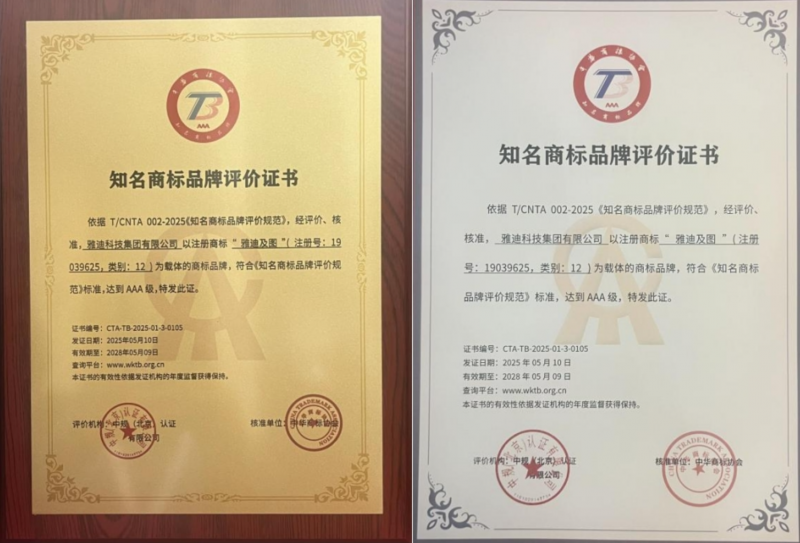 AAA
知名商标品牌评价证书
依据 T/CNTA 002-2025《知名商标品牌评价规范》，经评价、核
准，雅迪科技集团有限公司 以注册商标 “ 雅迪及图 ”（ 注册号：19
039625，类别：12 ）为载体的商标品牌，符合《知名商标品牌评价规
范》标准，达到 AAA 级，特发此证。
证书编号：CTA-TB-2025-01-3-0105
发证日期：2025年05月10日
有效期至：2028年05月09日
查询平台：www.wktb.org.cn
本证书的有效性依据发证机构的年度监督获得保持。
评价机构：中规（北京）认证
有限公司
核准单位：中华商标协会
CHINA TRADEMARK ASSOCIATION
AAA
知名商标品牌评价证书
依据 T/CNTA 002-2025《知名商标品牌评价规范》，经评价、
核准， 雅迪科技集团有限公司 以注册商标 “ 雅迪及图 ”（ 注册
号：19039625，类别：12 ）为载体的商标品牌，符合《知名商标
品牌评价规范》标准，达到 AAA 级，特发此证。
证书编号：CTA-TB-2025-01-3-0105
发证日期：2025 年 05 月 10 日
有效期至：2028 年 05 月 09 日
查询平台：www.wktb.org.cn
本证书的有效性依据发证机构的年度监督获得保持。
评价机构：中规（北京）认证
有限公司
核准单位：中华商标协会
CHINA TRADEMARK ASSOCIATION